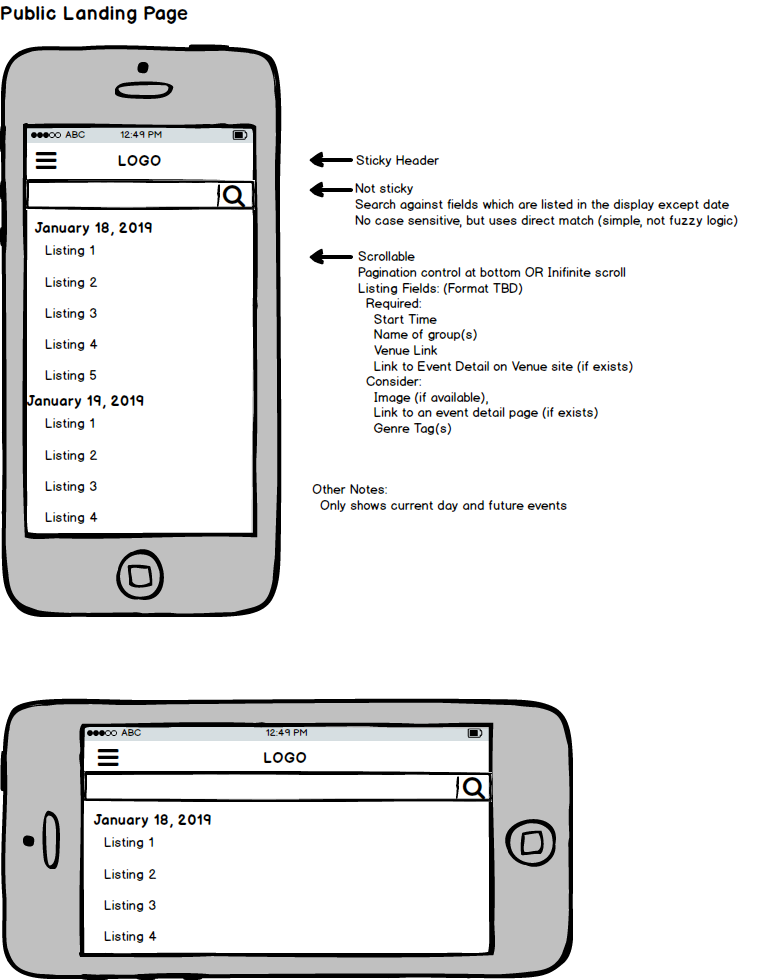 Public Landing Page
ABC 12:49 PM
LOGO
January 18, 2019
Listing 1
Listing 2
Listing 3
Listing 4
Listing 5
January 19, 2019
Listing 1
Listing 2
Listing 3
Listing 4
Sticky Header
Not sticky
Search against fields which are listed in the display except date
No case sensitive, but uses direct match (simple, not fuzzy logic)
Scrollable
Pagination control at bottom OR Inifinite scroll
Listing Fields: (Format TBD)
Required:
Start Time
Name of group(s)
Venue Link
Link to Event Detail on Venue site (if exists)
Consider:
Image (if available),
Link to an event detail page (if exists)
Genre Tag(s)
Other Notes:
Only shows current day and future events
ABC 12:49 PM
LOGO
January 18, 2019
Listing 1
Listing 2
Listing 3
Listing 4